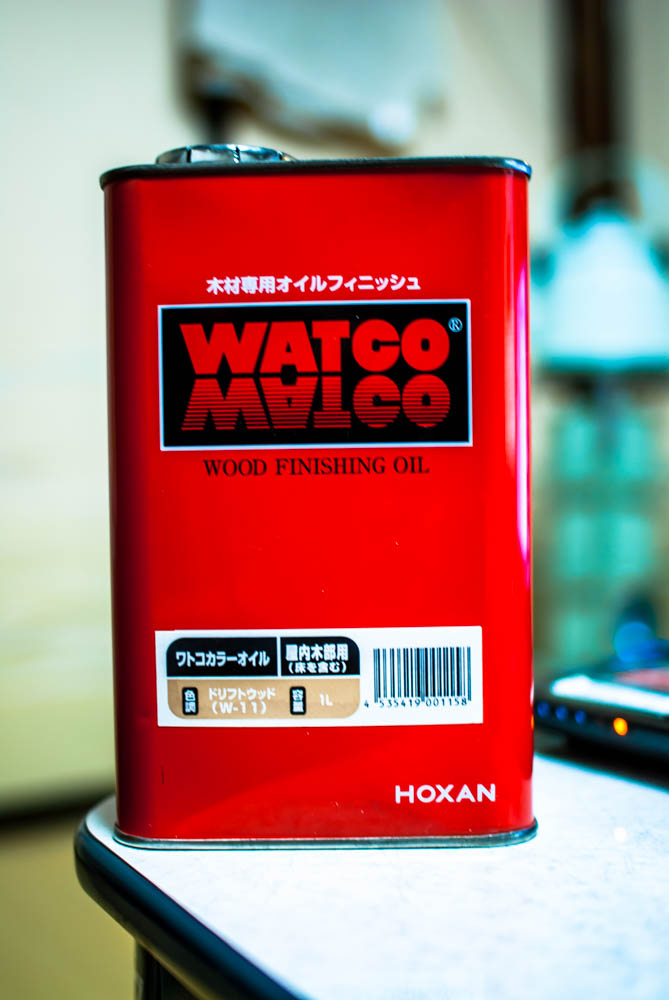 木材専用オイルフィニッシュ
WATCO®
WATCO
WOOD FINISHING OIL
ワトコカラーオイル
屋内木部用
(床を含む)
色調
ドリフトウッド
(W-11)
容量
1L
4 535419 001158
HOXAN